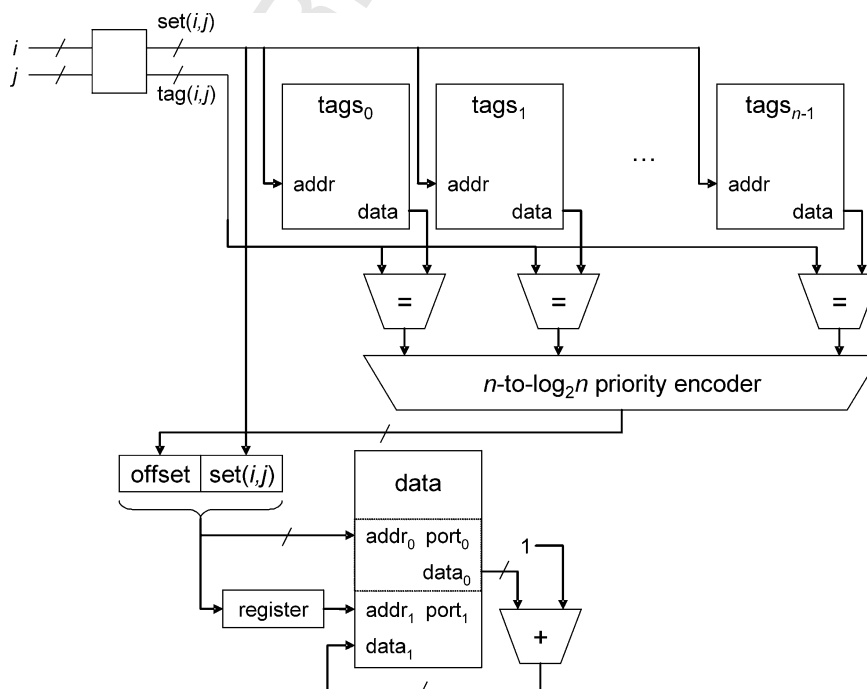 set(i,j)
i
j
tag(i,j)
tags0 tags1 tagsn-1
...
addr addr addr
data data data
= = =
n-to-log2n priority encoder
offset set(i,j)
data
addr0 port0
1
data0
register
addr1 port1
+
data1